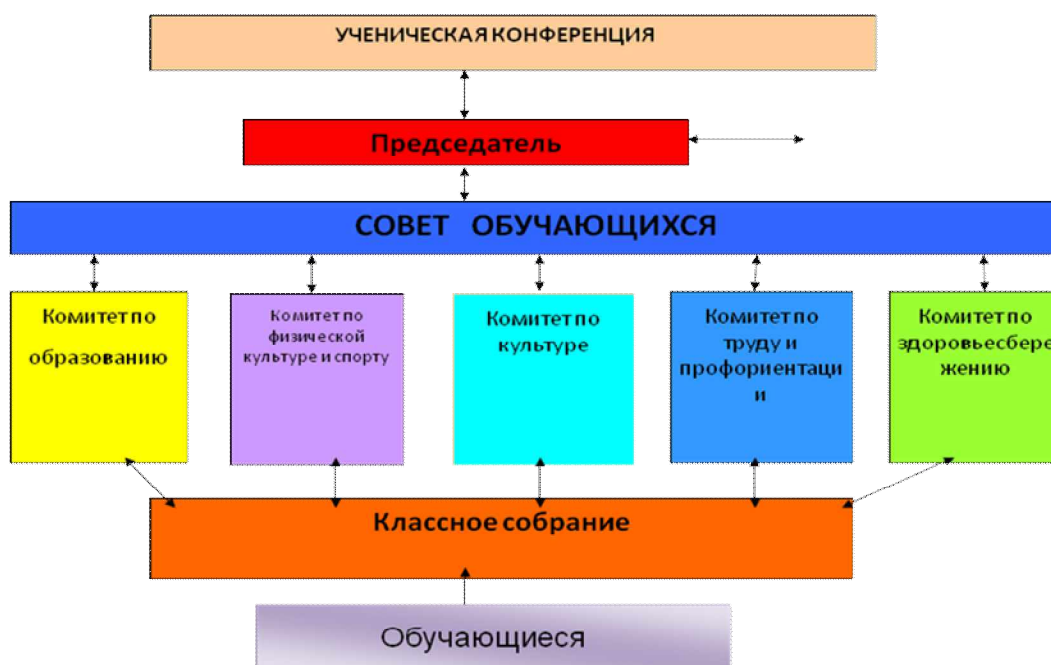 УЧЕНИЧЕСКАЯ КОНФЕРЕНЦИЯ
Председатель
СОВЕТ ОБУЧАЮЩИХСЯ
Комитет по
образованию
Комитет по
физической
культуре и спорту
Комитет по
культуре
Комитет по
труду и
профориентаци
и
Комитет по
здоровьесбере
жению
Классное собрание
Обучающиеся